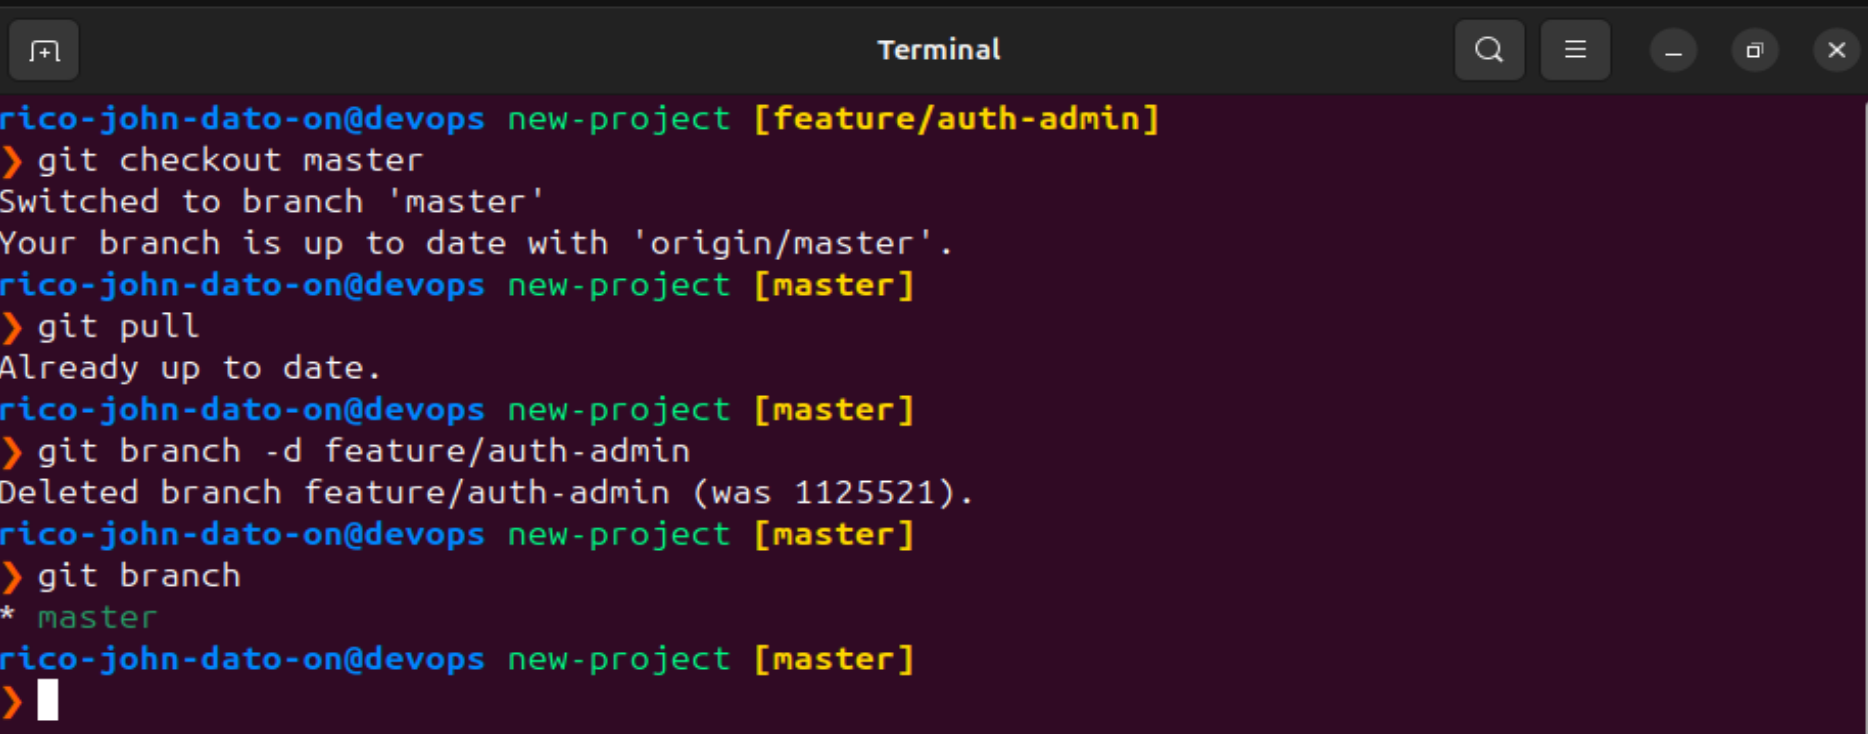 Terminal
rico-john-dato-on@devops new-project [feature/auth-admin]
❯ git checkout master
Switched to branch 'master'
Your branch is up to date with 'origin/master'.
rico-john-dato-on@devops new-project [master]
❯ git pull
Already up to date.
rico-john-dato-on@devops new-project [master]
❯ git branch -d feature/auth-admin
Deleted branch feature/auth-admin (was 1125521).
rico-john-dato-on@devops new-project [master]
❯ git branch
* master
rico-john-dato-on@devops new-project [master]
❯